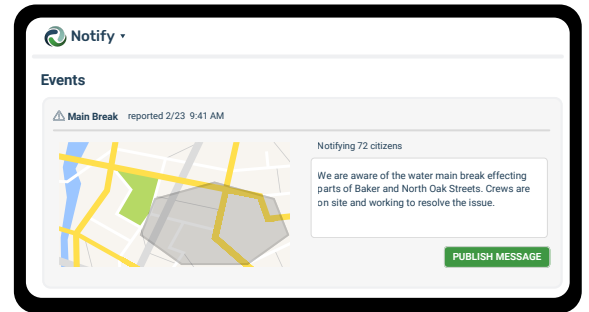 Notify
Events
Main Break reported 2/23 9:41 AM
Notifying 72 citizens
We are aware of the water main break effecting
parts of Baker and North Oak Streets. Crews are
on site and working to resolve the issue.
PUBLISH MESSAGE